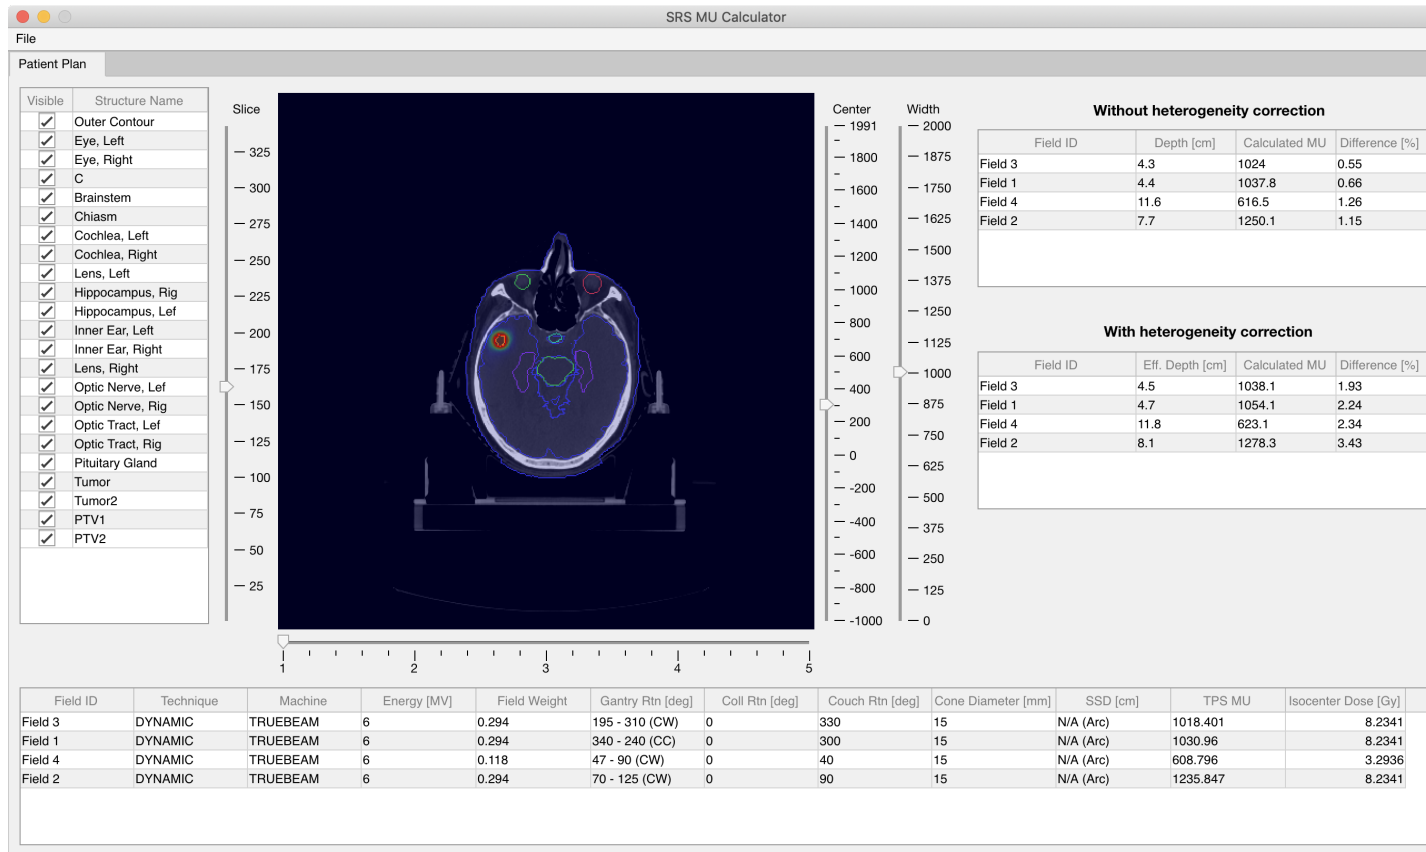 SRS MU Calculator
File
Patient Plan
Visible Structure Name
Outer Contour
Eye, Left
Eye, Right
C
Brainstem
Chiasm
Cochlea, Left
Cochlea, Right
Lens, Left
Hippocampus, Rig
Hippocampus, Lef
Inner Ear, Left
Inner Ear, Right
Lens, Right
Optic Nerve, Lef
Optic Nerve, Rig
Optic Tract, Lef
Optic Tract, Rig
Pituitary Gland
Tumor
Tumor2
PTV1
PTV2
Slice
325
300
275
250
225
200
175
150
125
100
75
50
25
1 2 3 4 5
Center
1991
1800
1600
1400
1200
1000
800
600
400
200
0
-200
-400
-600
-800
-1000
Width
2000
1875
1750
1625
1500
1375
1250
1125
1000
875
750
625
500
375
250
125
0
Without heterogeneity correction
Field ID Depth [cm] Calculated MU Difference [%]
Field 3 4.3 1024 0.55
Field 1 4.4 1037.8 0.66
Field 4 11.6 616.5 1.26
Field 2 7.7 1250.1 1.15
With heterogeneity correction
Field ID Eff. Depth [cm] Calculated MU Difference [%]
Field 3 4.5 1038.1 1.93
Field 1 4.7 1054.1 2.24
Field 4 11.8 623.1 2.34
Field 2 8.1 1278.3 3.43
Field ID Technique Machine Energy [MV] Field Weight Gantry Rtn [deg] Coll Rtn [deg] Couch Rtn [deg] Cone Diameter [mm] SSD [cm] TPS MU Isocenter Dose [Gy]
Field 3 DYNAMIC TRUEBEAM 6 0.294 195 - 310 (CW) 0 330 15 N/A (Arc) 1018.401 8.2341
Field 1 DYNAMIC TRUEBEAM 6 0.294 340 - 240 (CC) 0 300 15 N/A (Arc) 1030.96 8.2341
Field 4 DYNAMIC TRUEBEAM 6 0.118 47 - 90 (CW) 0 40 15 N/A (Arc) 608.796 3.2936
Field 2 DYNAMIC TRUEBEAM 6 0.294 70 - 125 (CW) 0 90 15 N/A (Arc) 1235.847 8.2341